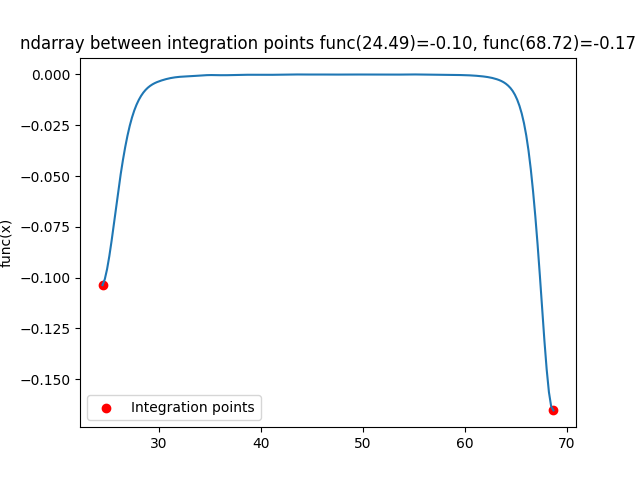 ndarray between integration points func(24.49)=-0.10, func(68.72)=-0.17
0.000
−0.025
−0.050
−0.075
−0.100
−0.125
−0.150
func(x)
Integration points
30 40 50 60 70